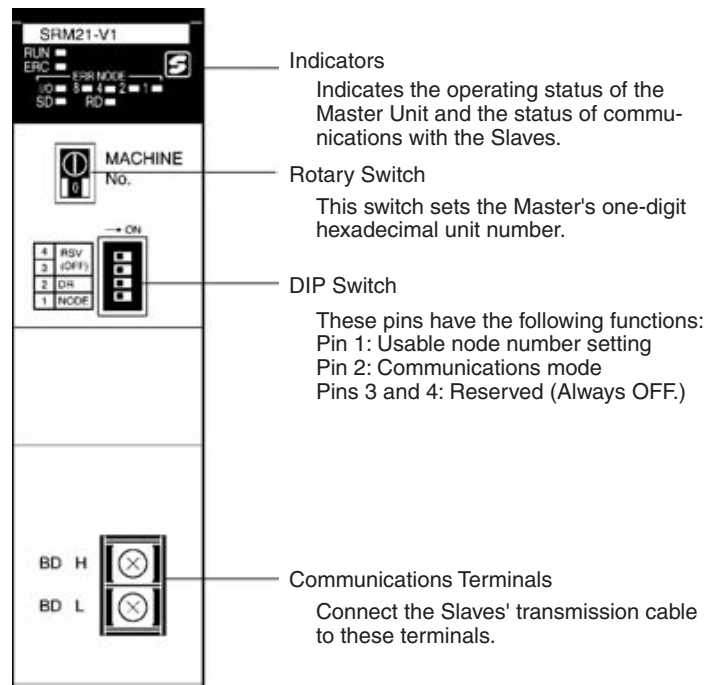 SRM21-V1
RUN
ERC
ERR NODE
I/O 8 4 2 1
SD RD
S
MACHINE
No.
→ ON
4 RSV
3 (OFF)
2 DR
1 NODE
BD H
BD L
Indicators
Indicates the operating status of the
Master Unit and the status of commu-
nications with the Slaves.
Rotary Switch
This switch sets the Master's one-digit
hexadecimal unit number.
DIP Switch
These pins have the following functions:
Pin 1: Usable node number setting
Pin 2: Communications mode
Pins 3 and 4: Reserved (Always OFF.)
Communications Terminals
Connect the Slaves' transmission cable
to these terminals.